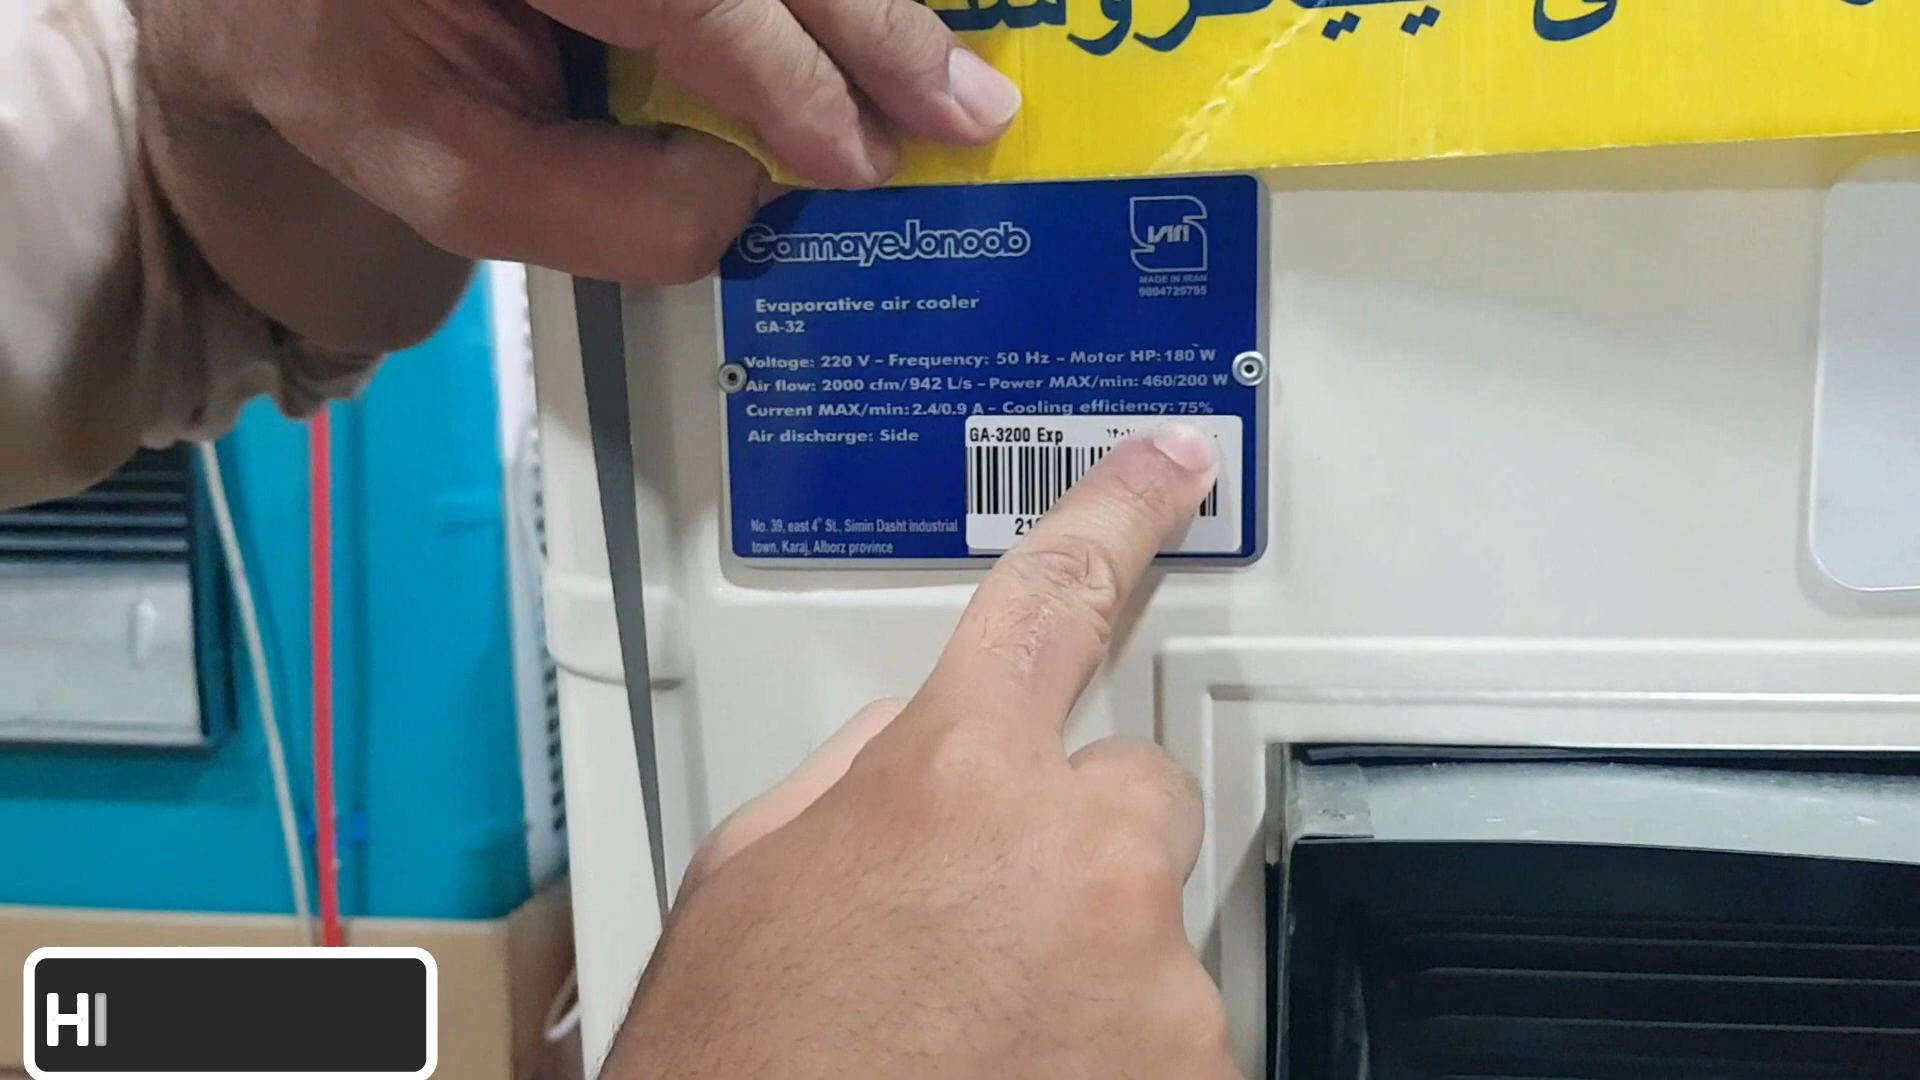 GarmayeJonoob
MADE IN IRAN
9004729795
Evaporative air cooler
GA-32
Voltage: 220 V - Frequency: 50 Hz - Motor HP: 180 W
Air flow: 2000 cfm/942 L/s - Power MAX/min: 460/200 W
Current MAX/min: 2.4/0.9 A - Cooling efficiency: 75%
Air discharge: Side
GA-3200 Exp
No. 39, east 4" St., Simin Dasht industrial
town, Karaj, Alborz province
HI